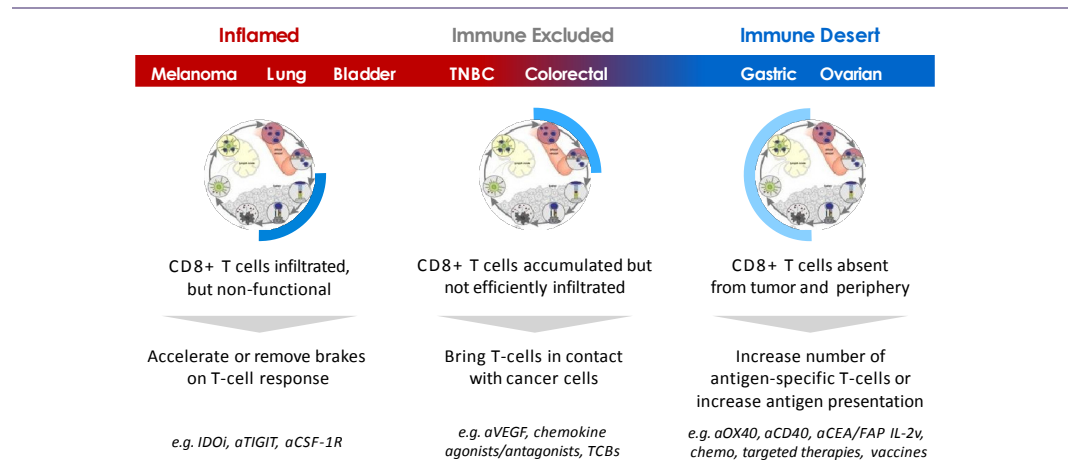 Inflamed
Immune Excluded
Immune Desert
Melanoma Lung Bladder TNBC Colorectal Gastric Ovarian
CD8+ T cells infiltrated,
but non-functional
CD8+ T cells accumulated but
not efficiently infiltrated
CD8+ T cells absent
from tumor and periphery
Accelerate or remove brakes
on T-cell response
Bring T-cells in contact
with cancer cells
Increase number of
antigen-specific T-cells or
increase antigen presentation
e.g. IDOi, aTIGIT, aCSF-1R
e.g. aVEGF, chemokine
agonists/antagonists, TCBs
e.g. aOX40, aCD40, aCEA/FAP IL-2v,
chemo, targeted therapies, vaccines